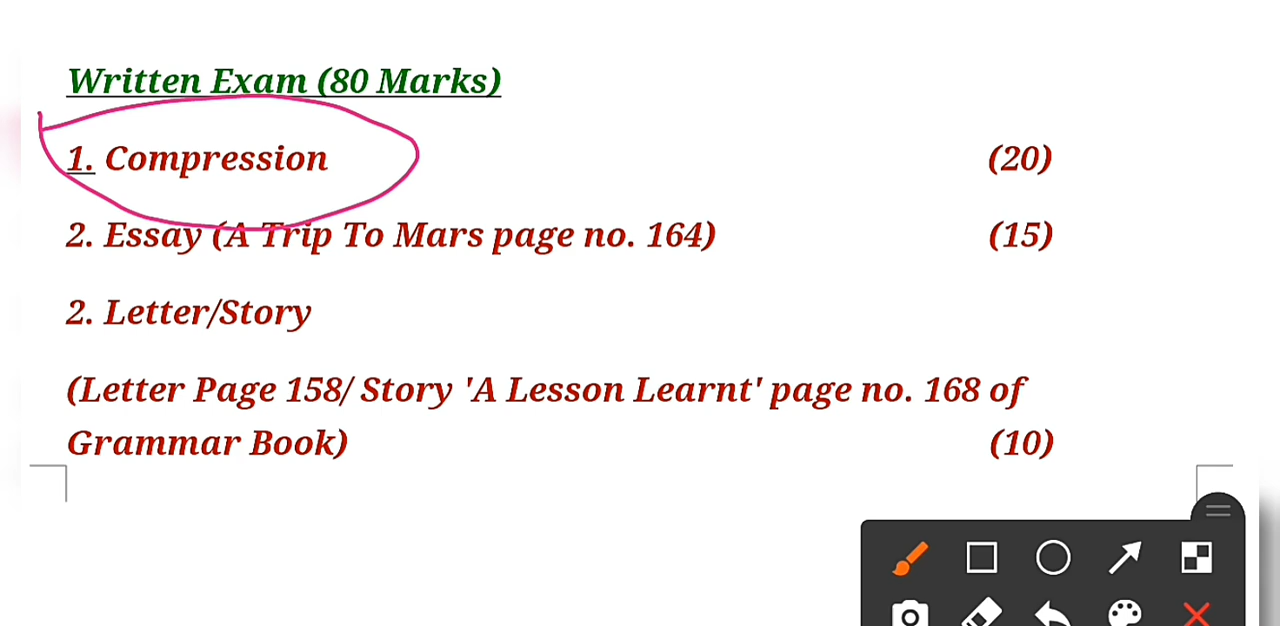 Written Exam (80 Marks)
1. Compression (20)
2. Essay (A Trip To Mars page no. 164) (15)
2. Letter/Story
(Letter Page 158/ Story 'A Lesson Learnt' page no. 168 of
Grammar Book) (10)